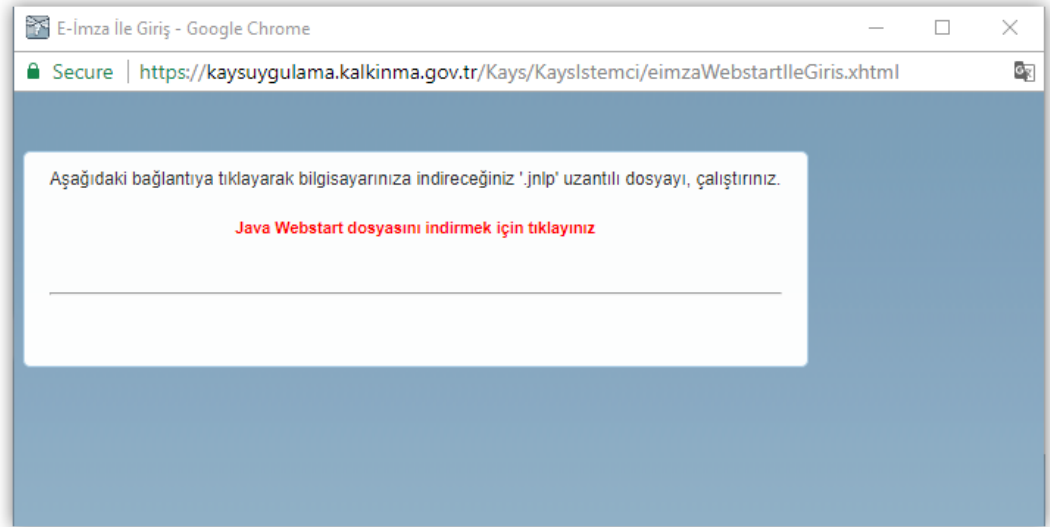 E-İmza İle Giriş - Google Chrome
Secure | https://kaysuygulama.kalkinma.gov.tr/Kays/KaysIstemci/eimzaWebstartIleGiris.xhtml
Aşağıdaki bağlantıya tıklayarak bilgisayarınıza indireceğiniz '.jnlp' uzantılı dosyayı, çalıştırınız.
Java Webstart dosyasını indirmek için tıklayınız